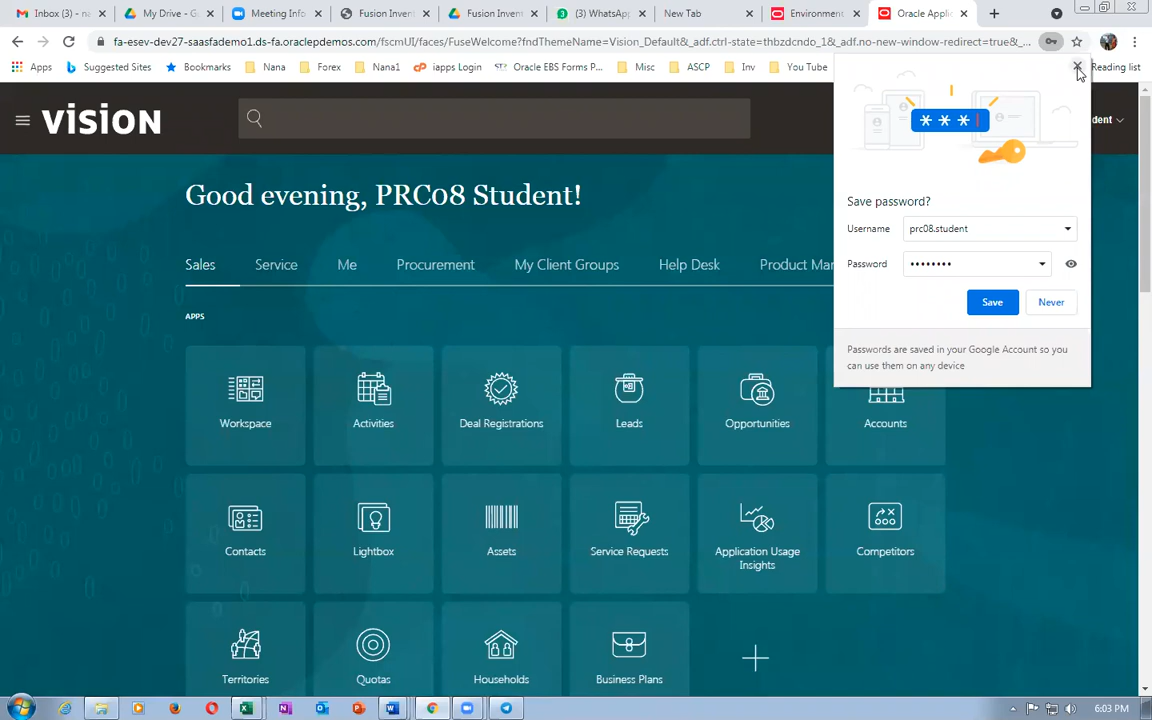 Inbox (3) - na
My Drive - G
Meeting Info
Fusion Invent
Fusion Invent
(3) WhatsApp
New Tab
Environment
Oracle Applic
fa-esev-dev27-saasfademo1.ds-fa.oraclepdemos.com/fscmUI/faces/FuseWelcome?fndThemeName=Vision_Default&_adf.ctrl-state=thbzdcndo_1&_adf.no-new-window-redirect=true&_...
Apps
Suggested Sites
Bookmarks
Nana
Forex
Nana1
iapps Login
Oracle EBS Forms P...
Misc
ASCP
Inv
You Tube
Reading list
VISION
dent
Good evening, PRC08 Student!
Sales
Service
Me
Procurement
My Client Groups
Help Desk
Product Mar
APPS
Workspace
Activities
Deal Registrations
Leads
Opportunities
Accounts
Contacts
Lightbox
Assets
Service Requests
Application Usage
Insights
Competitors
Territories
Quotas
Households
Business Plans
* * *
Save password?
Username
prc08.student
Password
••••••••
Save
Never
Passwords are saved in your Google Account so you
can use them on any device
6:03 PM